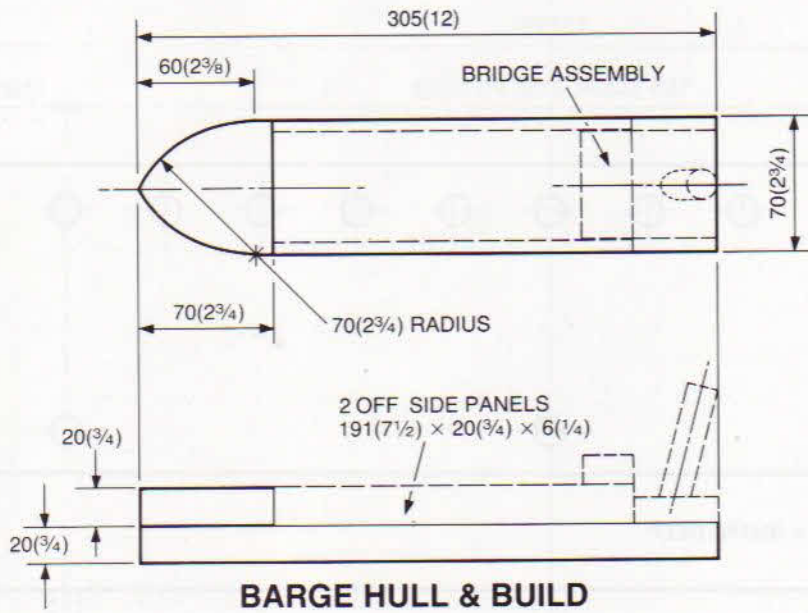 305(12)
60(2⅜)
BRIDGE ASSEMBLY
70(2¾)
70(2¾)
70(2¾) RADIUS
2 OFF SIDE PANELS
191(7½) × 20(¾) × 6(¼)
20(¾)
20(¾)
BARGE HULL & BUILD